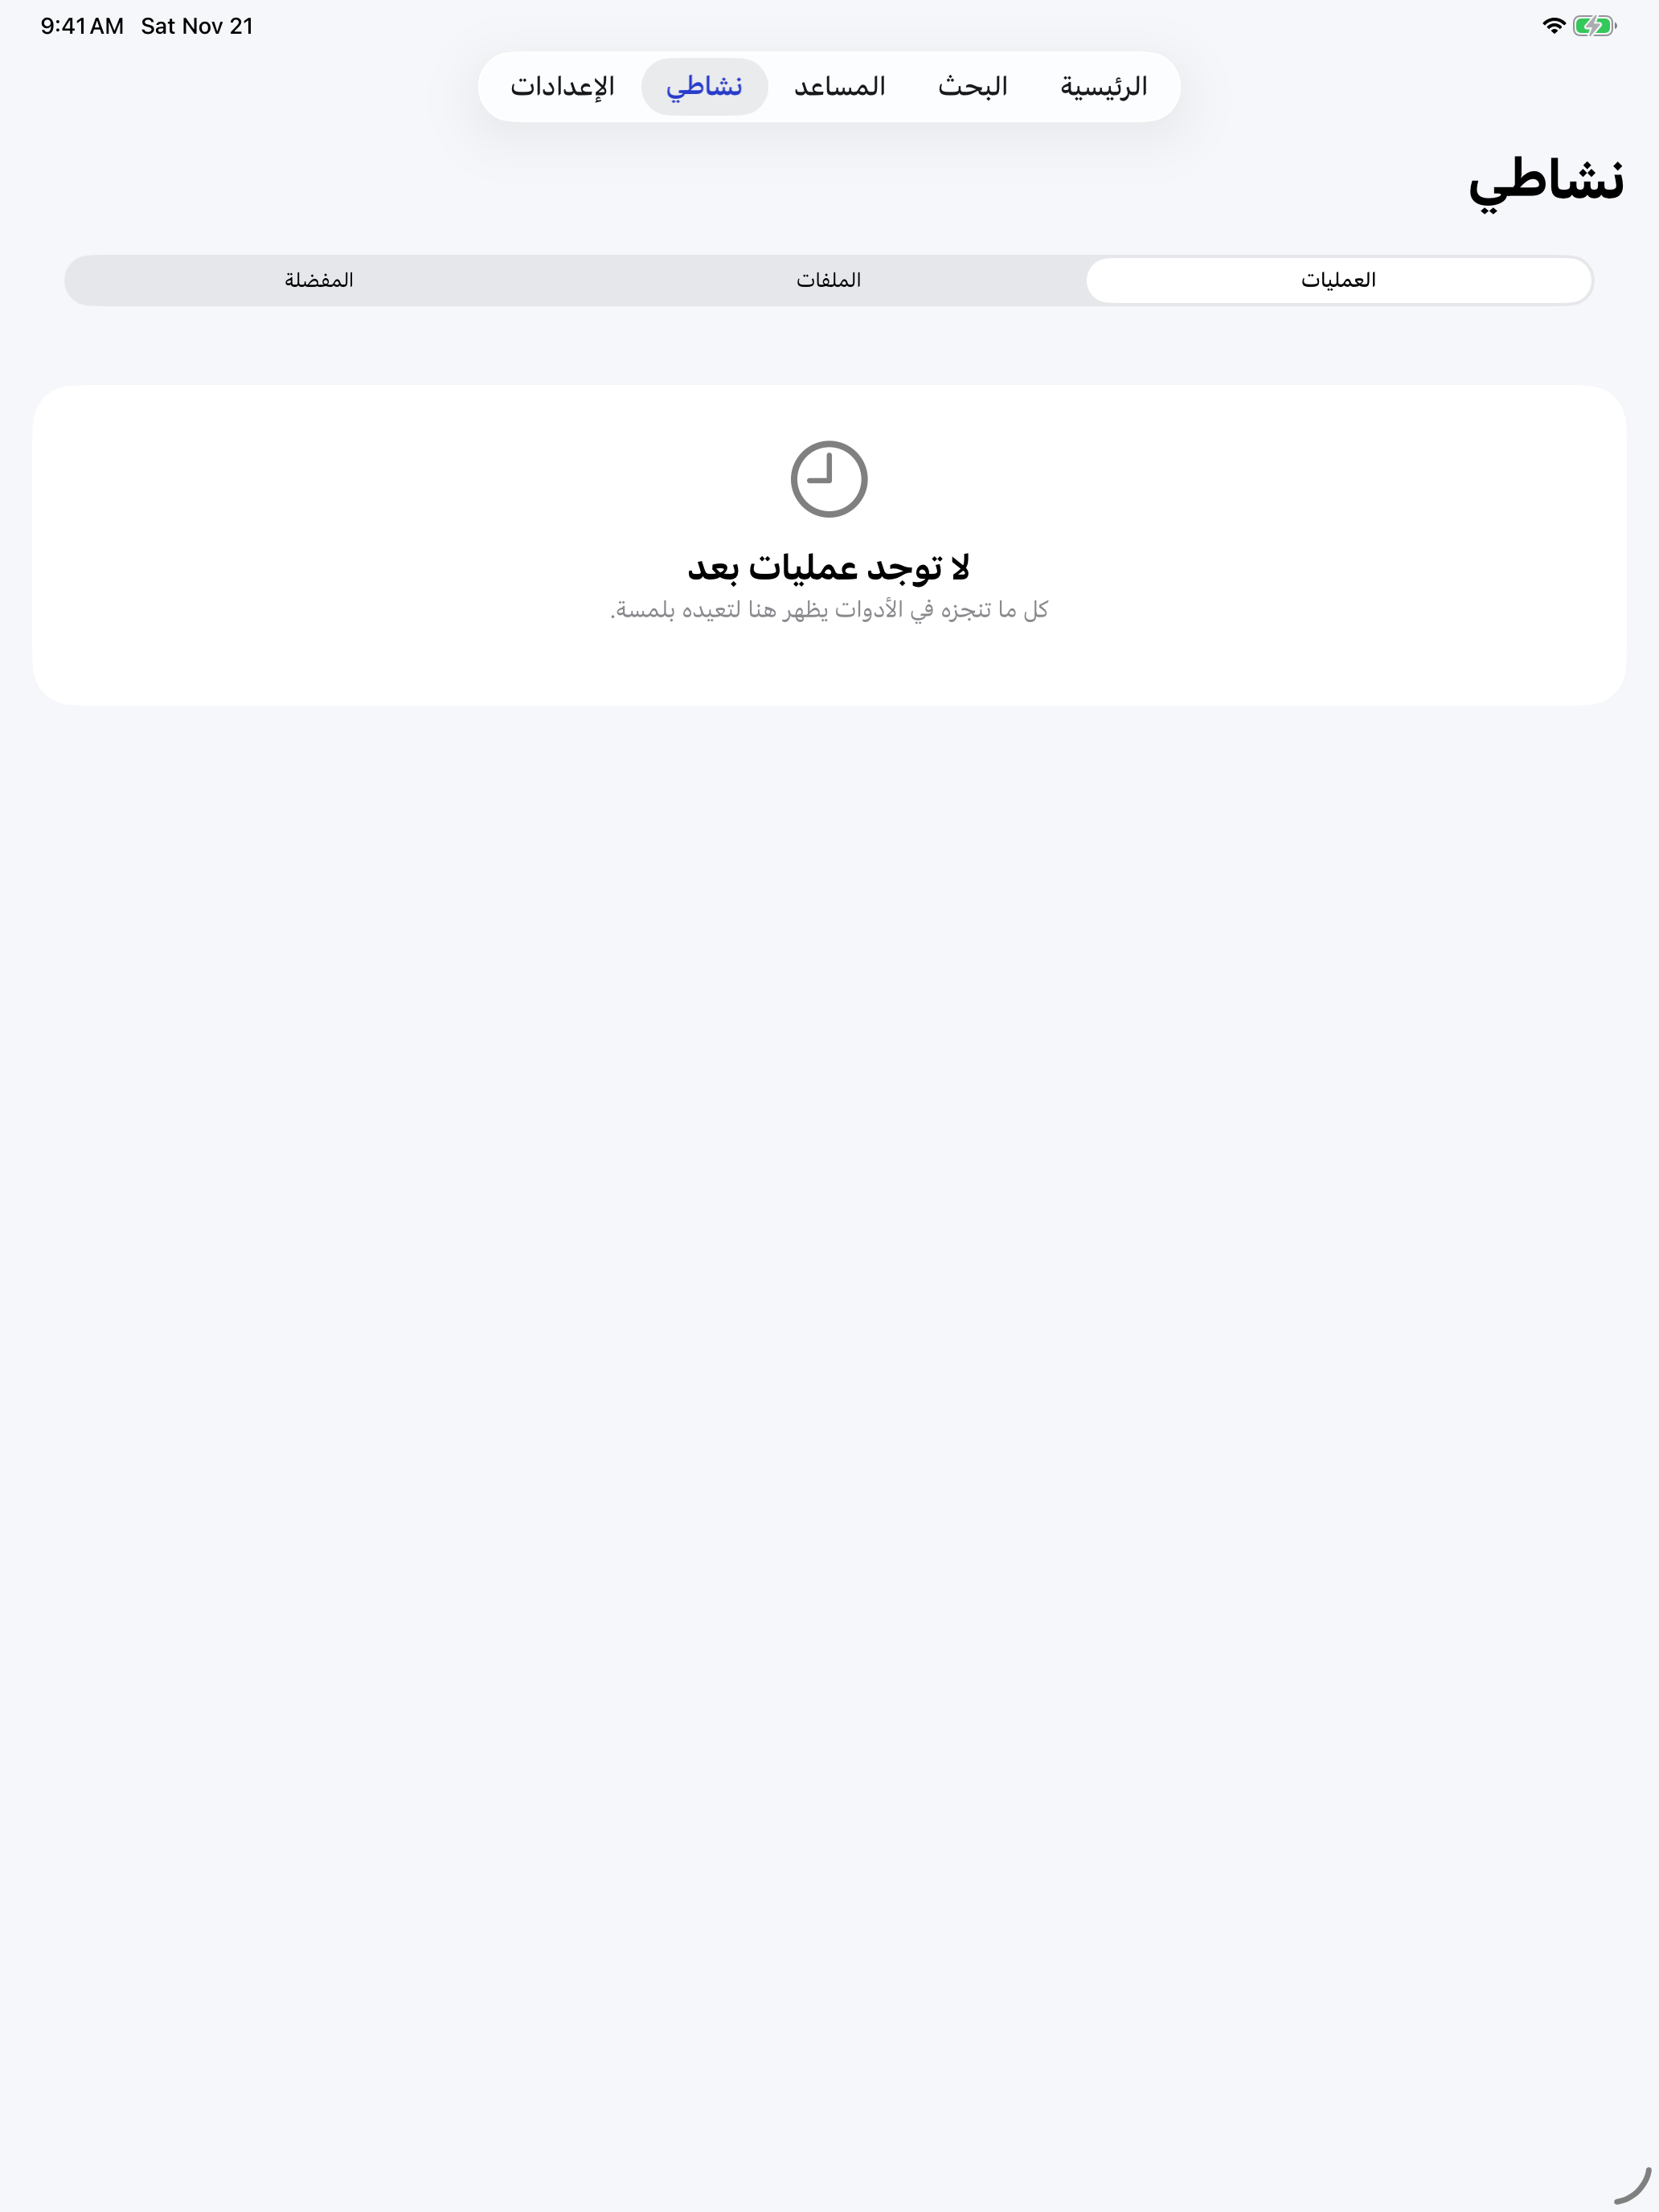 9:41 AM Sat Nov 21
الرئيسية البحث المساعد نشاطي الإعدادات
نشاطي
العمليات الملفات المفضلة
لا توجد عمليات بعد
كل ما تنجزه في الأدوات يظهر هنا لتعيده بلمسة.